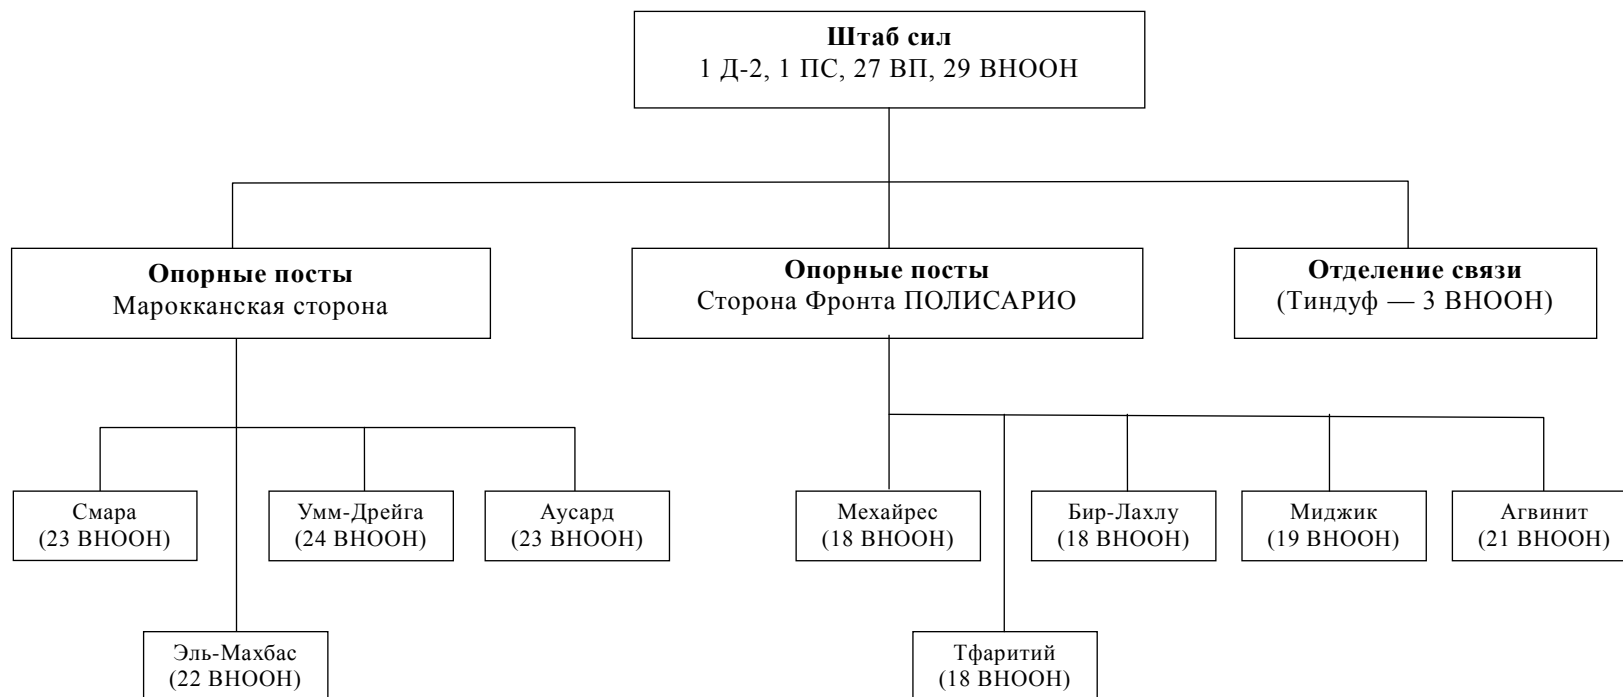 Штаб сил
1 Д-2, 1 ПС, 27 ВП, 29 ВНООН
Опорные посты
Марокканская сторона
Опорные посты
Сторона Фронта ПОЛИСАРИО
Отделение связи
(Тиндуф — 3 ВНООН)
Смара
(23 ВНООН)
Умм-Дрейга
(24 ВНООН)
Аусард
(23 ВНООН)
Мехайрес
(18 ВНООН)
Бир-Лахлу
(18 ВНООН)
Миджик
(19 ВНООН)
Агвинит
(21 ВНООН)
Эль-Махбас
(22 ВНООН)
Тфаритий
(18 ВНООН)